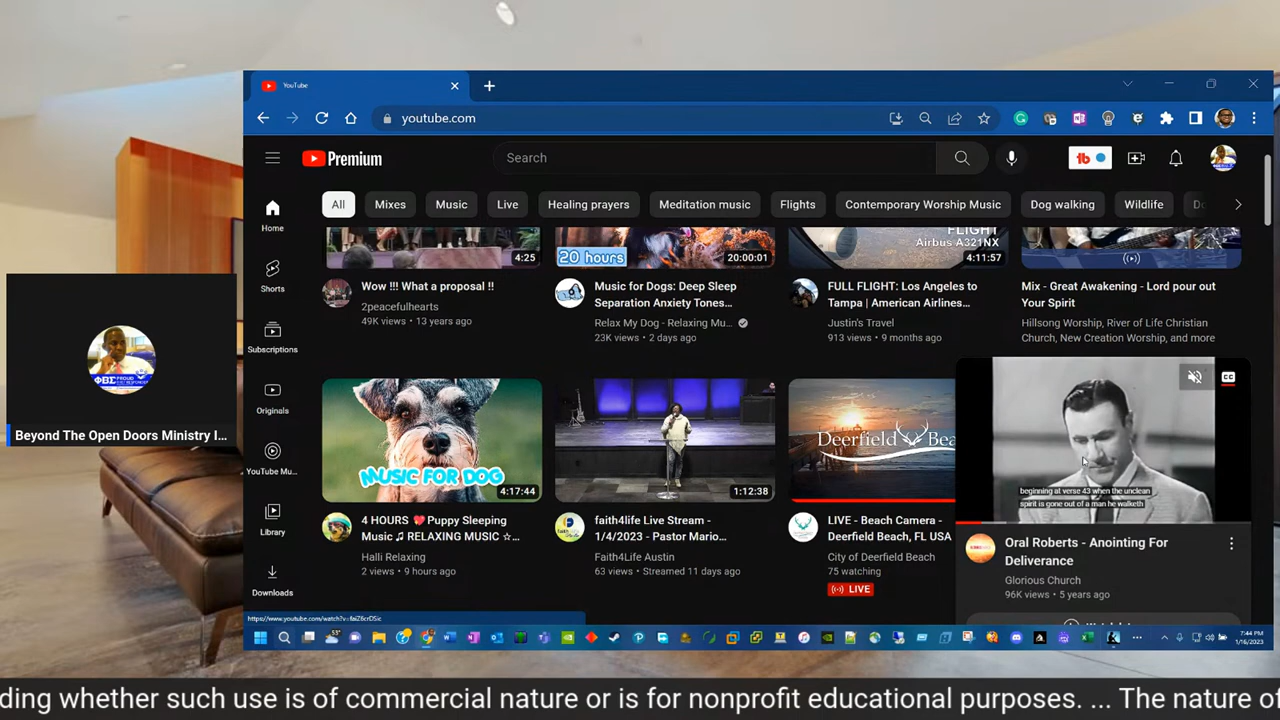 YouTube
youtube.com
Premium
Search
All
Mixes
Music
Live
Healing prayers
Meditation music
Flights
Contemporary Worship Music
Dog walking
Wildlife
Home
Shorts
Subscriptions
Originals
YouTube Mu...
Library
Downloads
4:25
Wow !!! What a proposal !!
2peacefulhearts
49K views • 13 years ago
20 hours
20:00:01
Music for Dogs: Deep Sleep
Separation Anxiety Tones...
Relax My Dog - Relaxing Mu...
23K views • 2 days ago
FLIGHT
Airbus A321NX
4:11:57
FULL FLIGHT: Los Angeles to
Tampa | American Airlines...
Justin's Travel
913 views • 9 months ago
Mix - Great Awakening - Lord pour out
Your Spirit
Hillsong Worship, River of Life Christian
Church, New Creation Worship, and more
MUSIC FOR DOG
4:17:44
4 HOURS ❤️Puppy Sleeping
Music ♫ RELAXING MUSIC ☆...
Halli Relaxing
2 views • 9 hours ago
1:12:38
faith4life Live Stream -
1/4/2023 - Pastor Mario...
Faith4Life Austin
63 views • Streamed 11 days ago
Deerfield Bea
LIVE - Beach Camera -
Deerfield Beach, FL USA
City of Deerfield Beach
75 watching
LIVE
CC
beginning at verse 43 when the unclean
spirit is gone out of a man he walketh
Oral Roberts - Anointing For
Deliverance
Glorious Church
96K views • 5 years ago
Beyond The Open Doors Ministry I...
ΦΒΣ PROUD
7:44 PM
1/16/2023
ding whether such use is of commercial nature or is for nonprofit educational purposes. ... The nature of